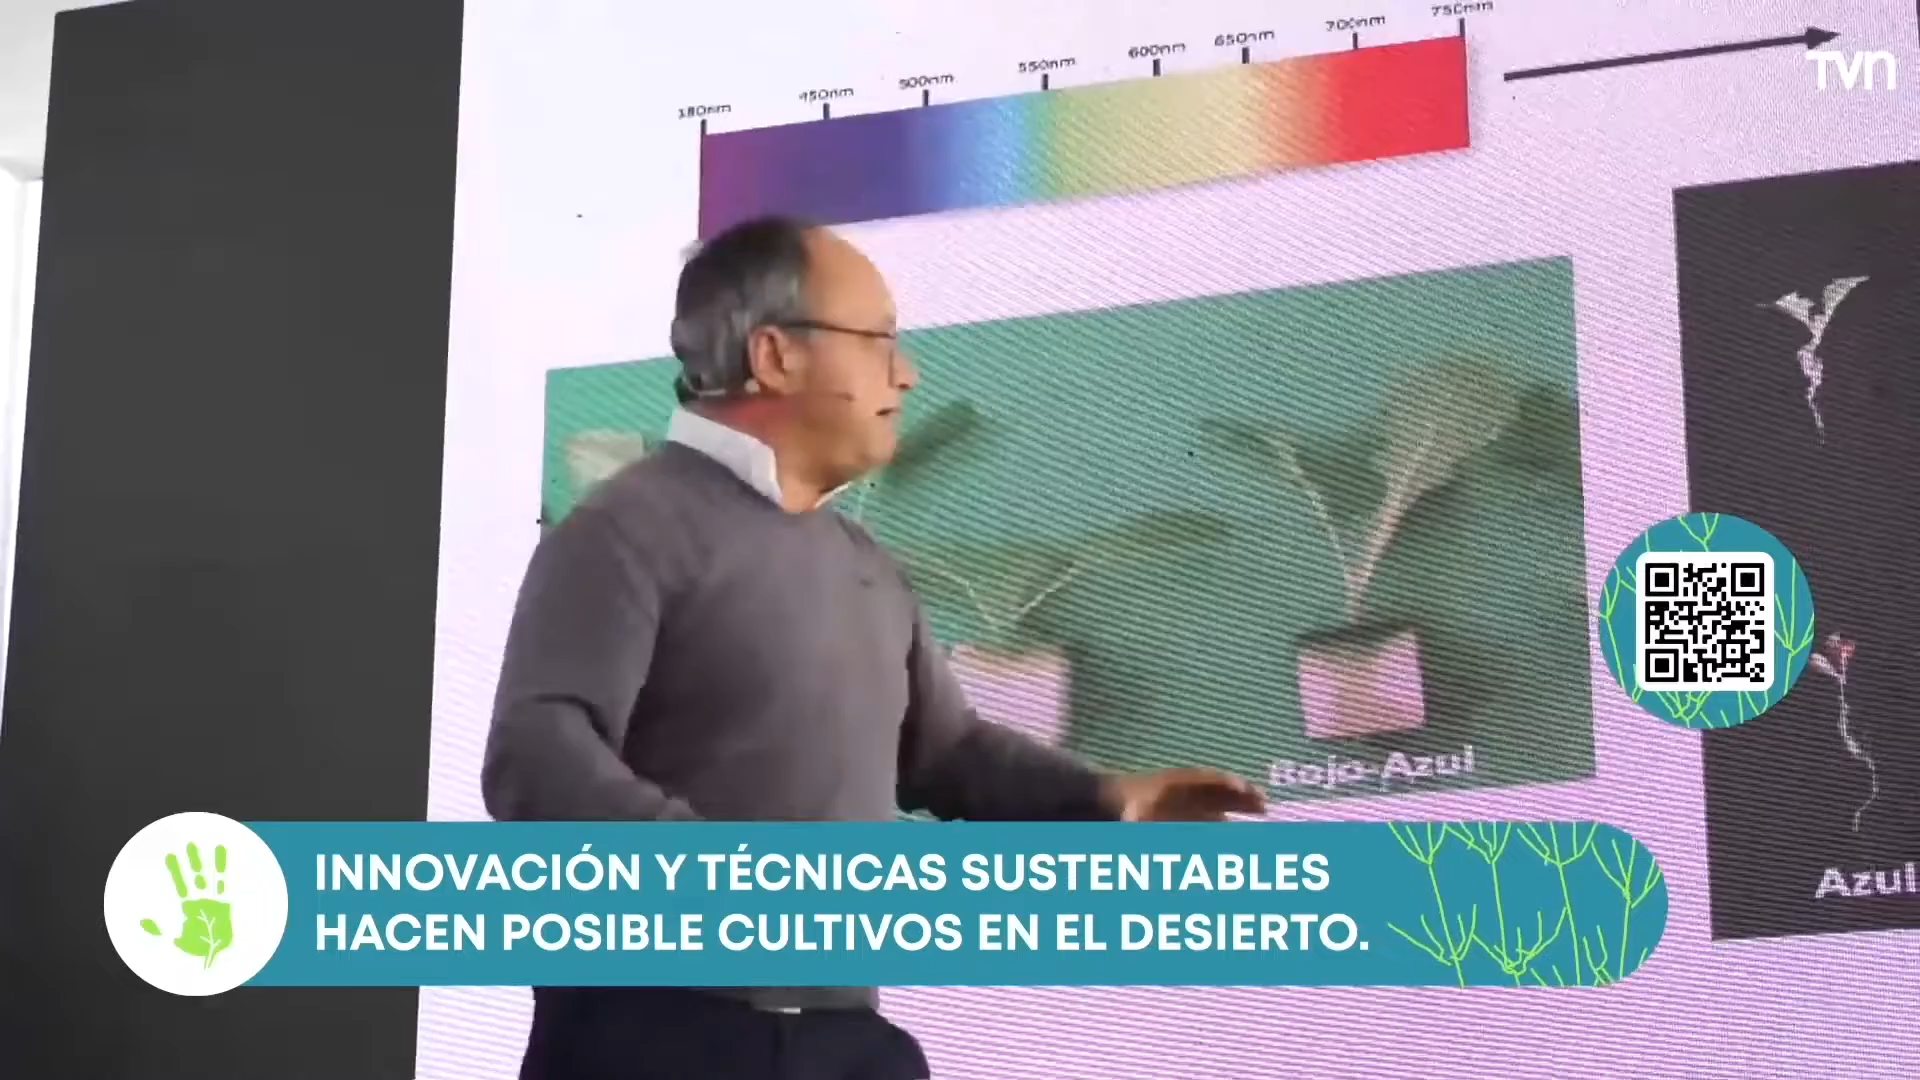 180nm
450nm
500nm
550nm
600nm
650nm
700nm
750nm
TVN
Rojo-Azul
Azul
INNOVACIÓN Y TÉCNICAS SUSTENTABLES
HACEN POSIBLE CULTIVOS EN EL DESIERTO.